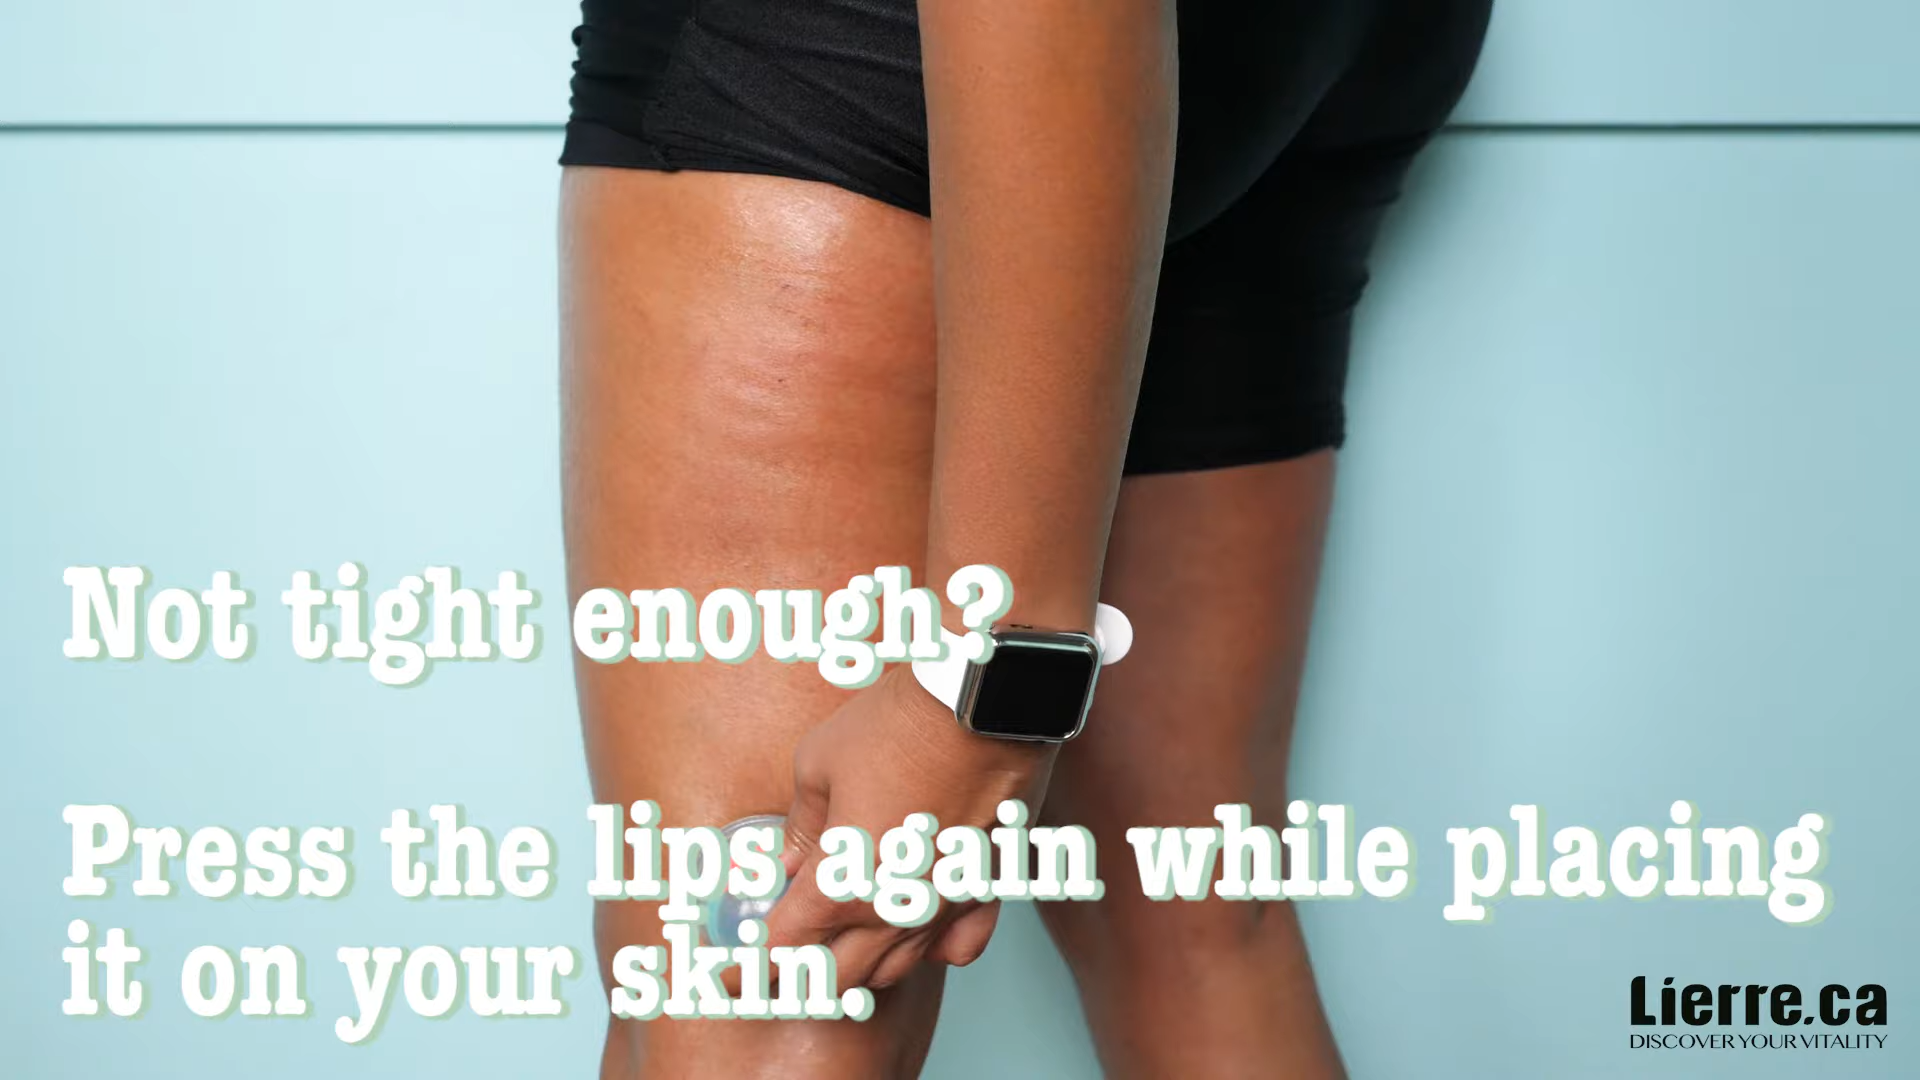 Not tight enough?
Press the lips again while placing
it on your skin.
Lierre.ca
DISCOVER YOUR VITALITY